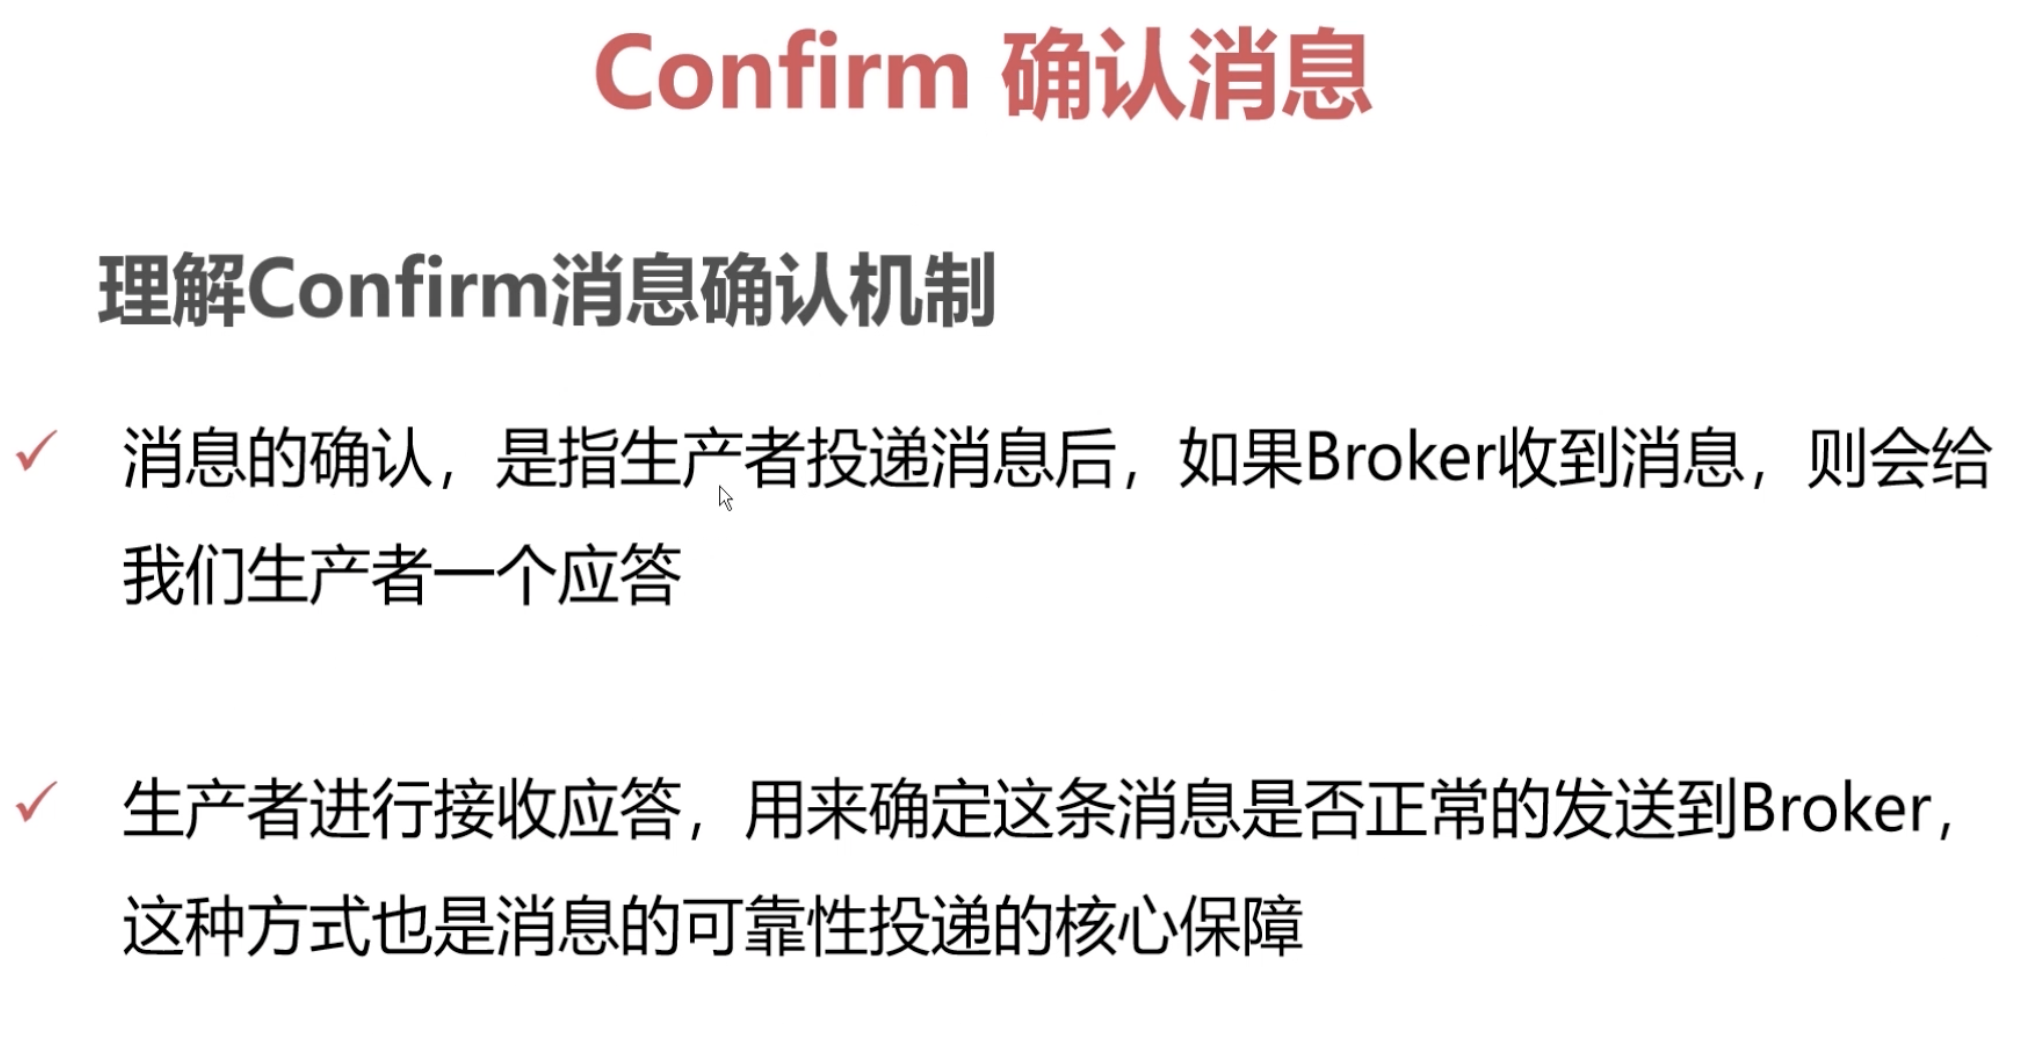 Confirm 确认消息
理解Confirm消息确认机制
消息的确认，是指生产者投递消息后，如果Broker收到消息，则会给
我们生产者一个应答
生产者进行接收应答，用来确定这条消息是否正常的发送到Broker，
这种方式也是消息的可靠性投递的核心保障